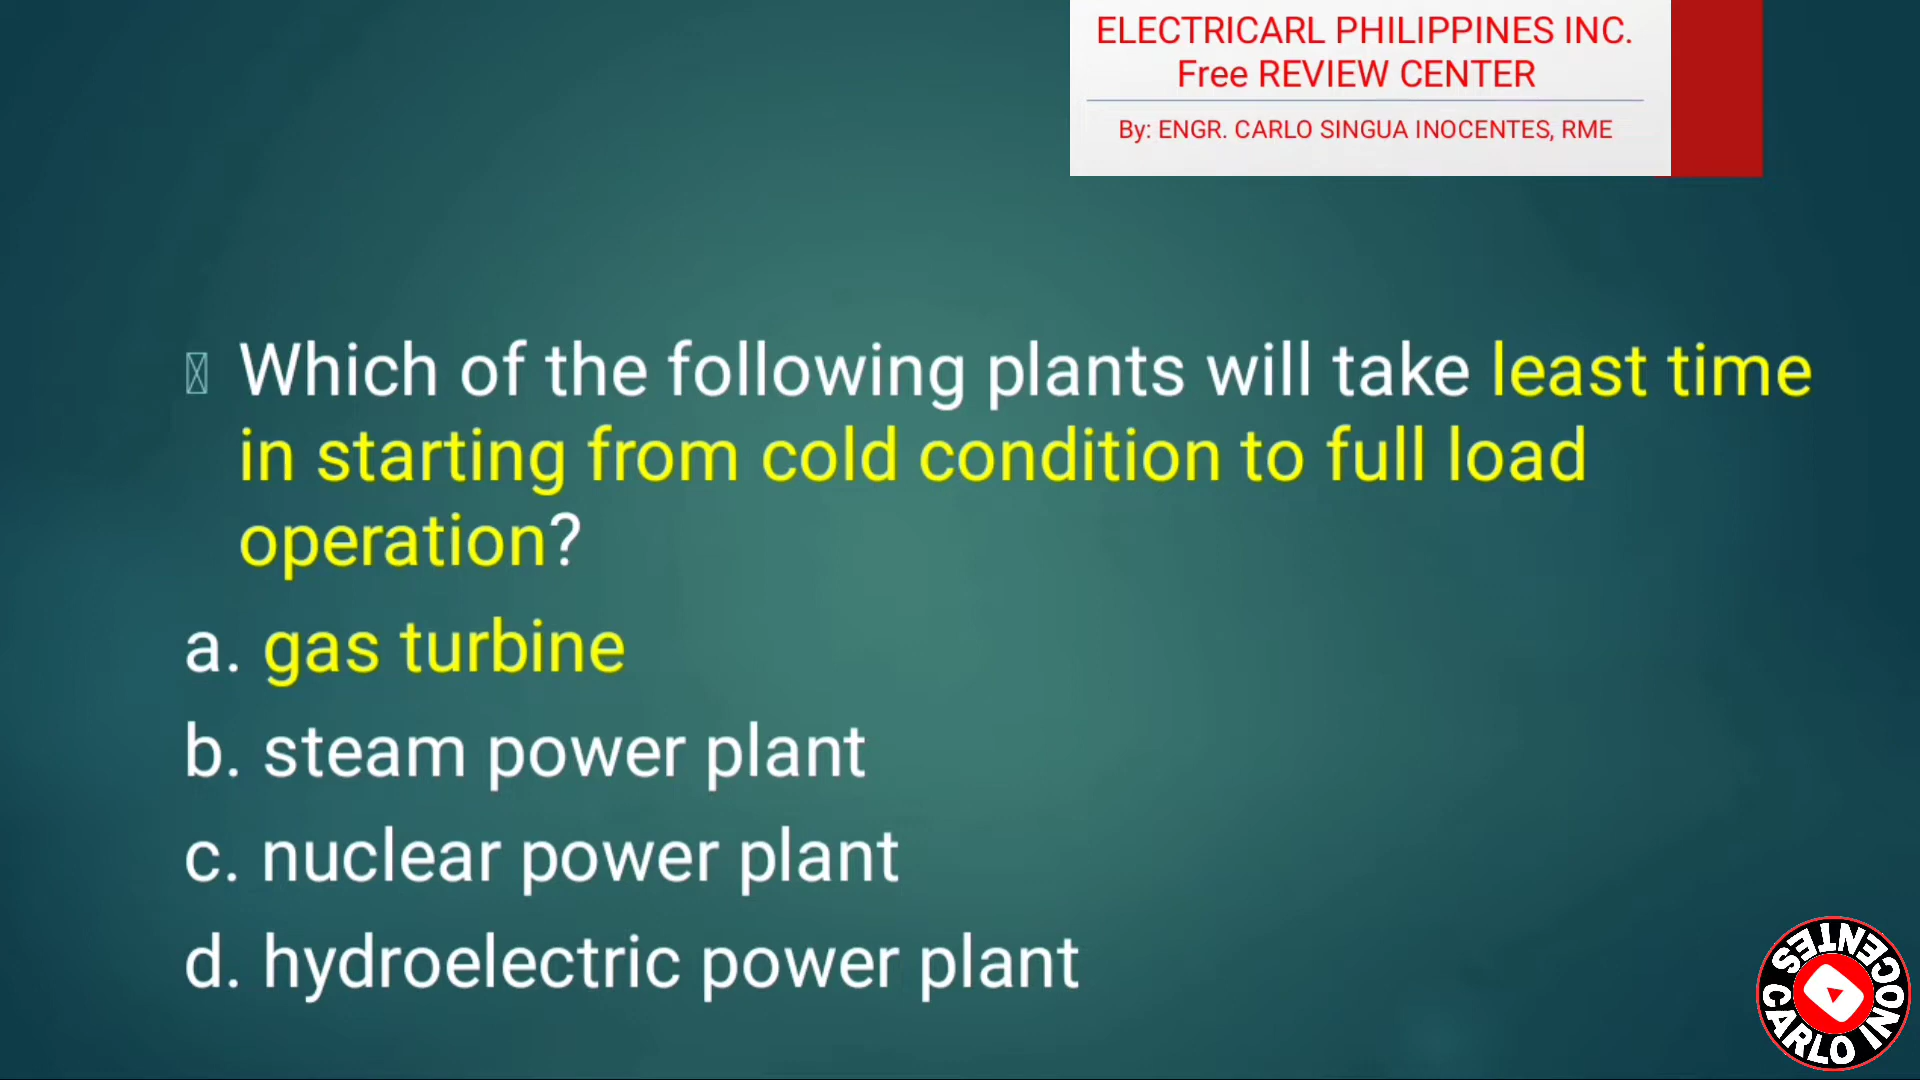 ELECTRICARL PHILIPPINES INC.
Free REVIEW CENTER
By: ENGR. CARLO SINGUA INOCENTES, RME
Which of the following plants will take least time
in starting from cold condition to full load
operation?
a. gas turbine
b. steam power plant
c. nuclear power plant
d. hydroelectric power plant
CARLO INOCENTES